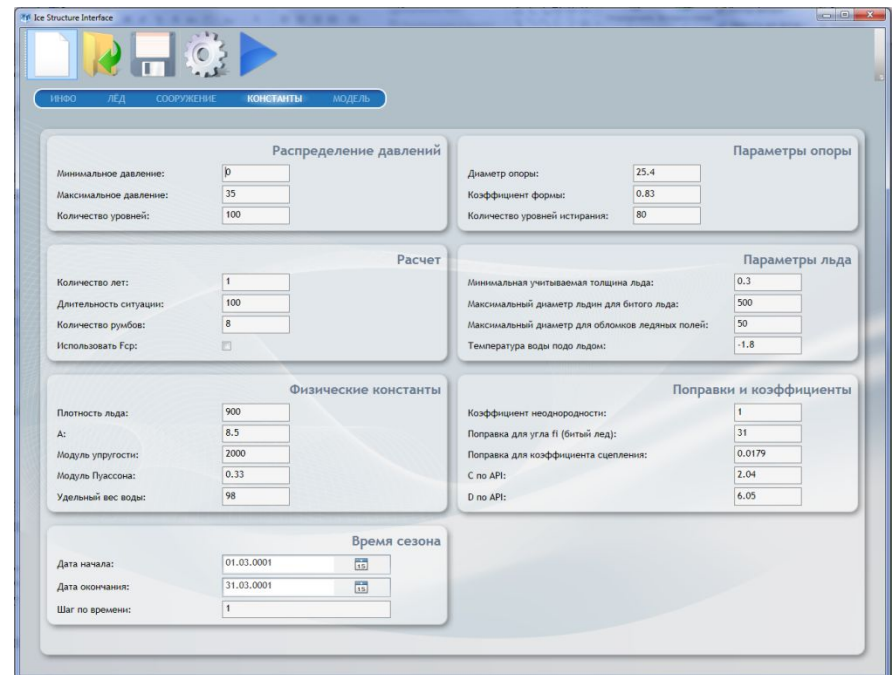 Ice Structure Interface
ИНФО ЛЁД СООРУЖЕНИЕ КОНСТАНТЫ МОДЕЛЬ
Распределение давлений
Минимальное давление: 0
Максимальное давление: 35
Количество уровней: 100
Параметры опоры
Диаметр опоры: 25.4
Коэффициент формы: 0.83
Количество уровней истирания: 80
Расчет
Количество лет: 1
Длительность ситуации: 100
Количество румбов: 8
Использовать Fcp:
Параметры льда
Минимальная учитываемая толщина льда: 0.3
Максимальный диаметр льдин для битого льда: 500
Максимальный диаметр для обломков ледяных полей: 50
Температура воды подо льдом: -1.8
Физические константы
Плотность льда: 900
A: 8.5
Модуль упругости: 2000
Модуль Пуассона: 0.33
Удельный вес воды: 98
Поправки и коэффициенты
Коэффициент неоднородности: 1
Поправка для угла fi (битый лед): 31
Поправка для коэффициента сцепления: 0.0179
C по API: 2.04
D по API: 6.05
Время сезона
Дата начала: 01.03.0001 15
Дата окончания: 31.03.0001 15
Шаг по времени: 1